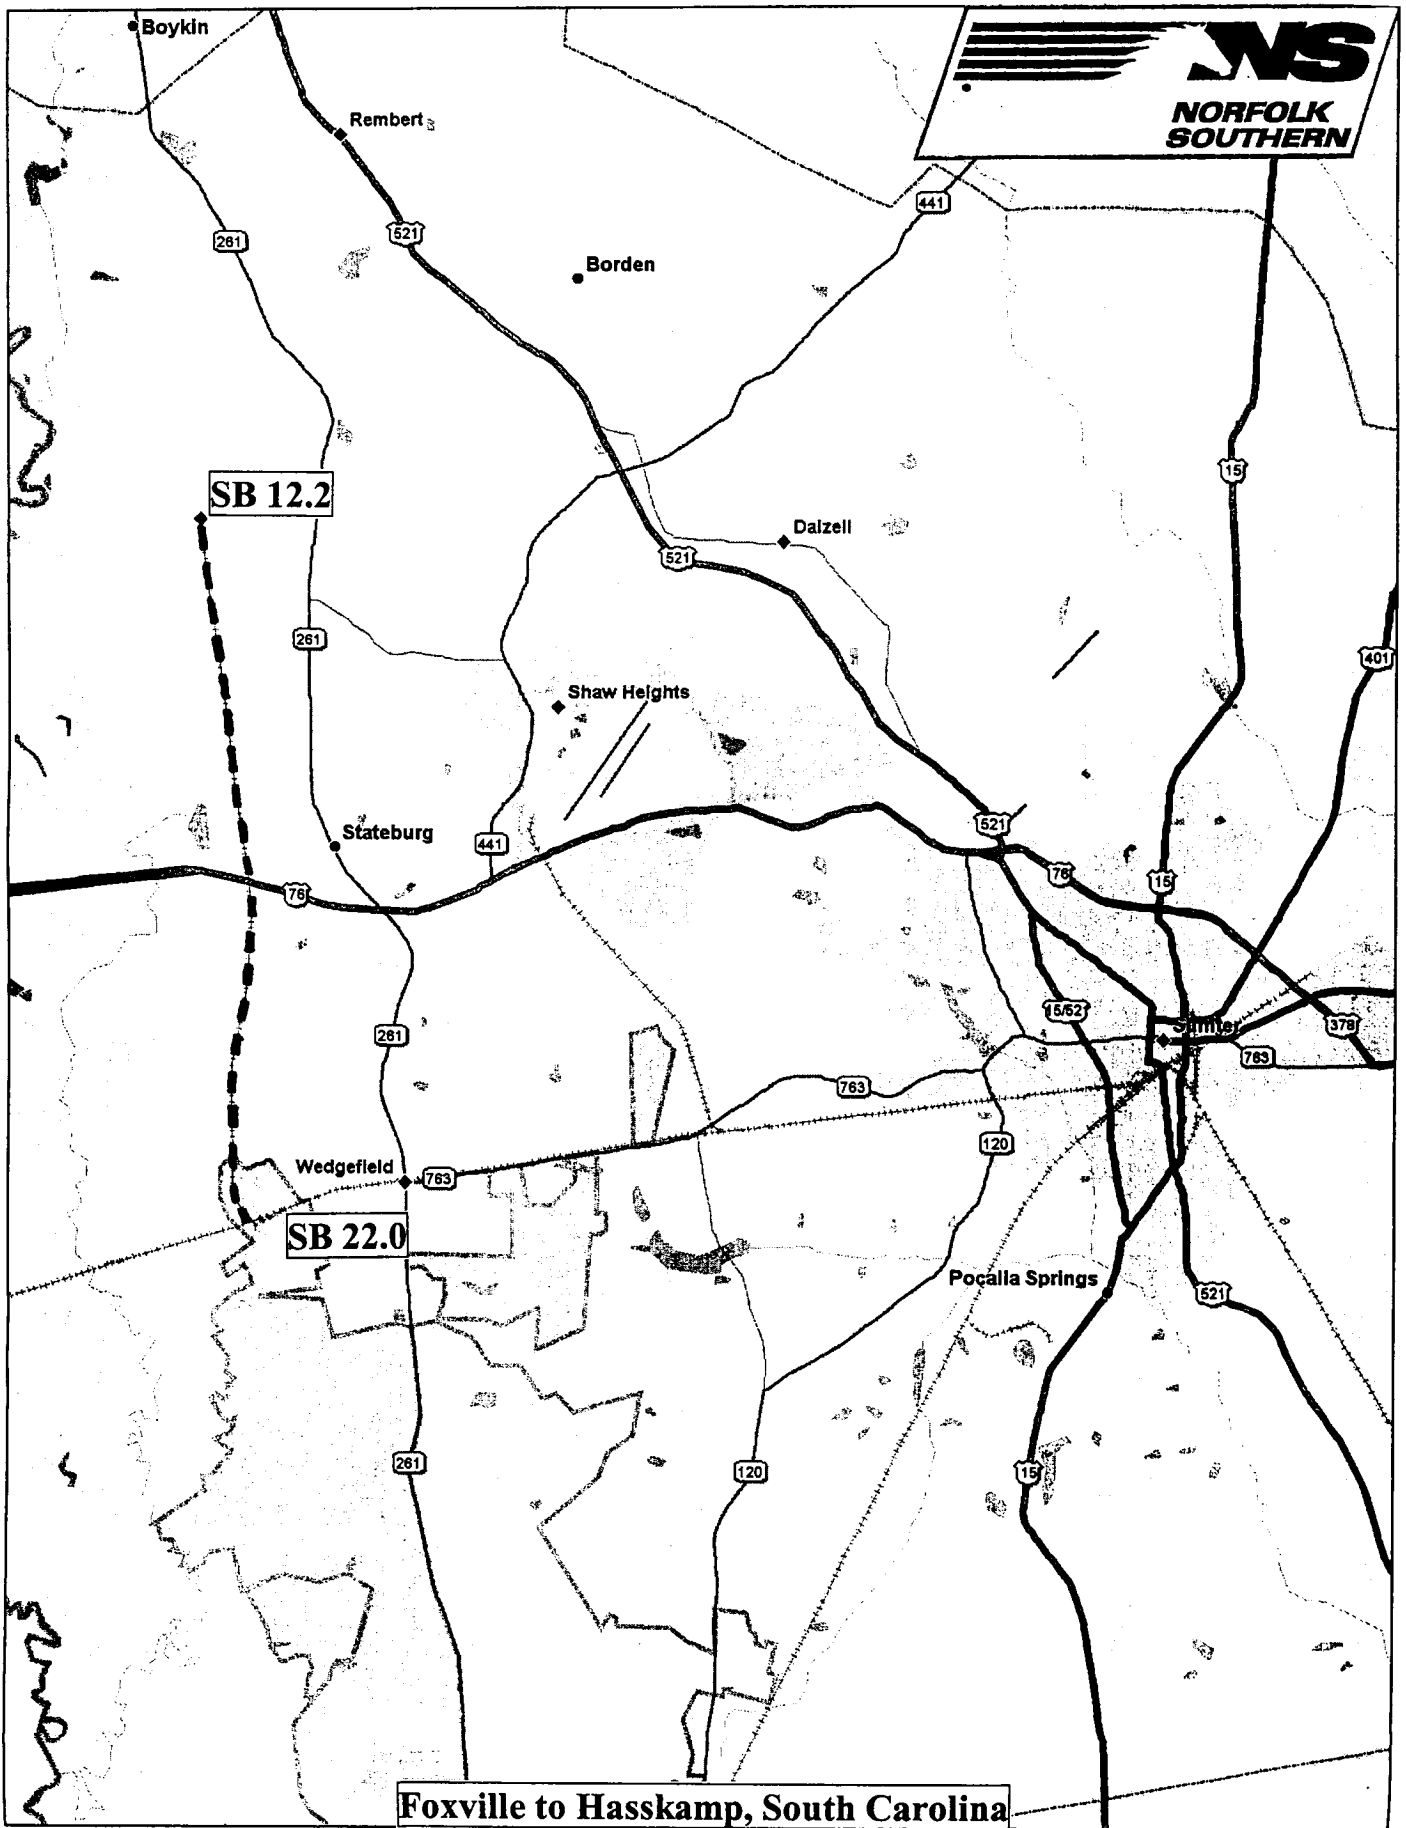 Boykin
NS
NORFOLK
SOUTHERN
Rembert
441
261
521
Borden
15
SB 12.2
Dalzell
521
261
401
Shaw Heights
521
Stateburg
441
76
76
15
15/52
Sumter
378
261
763
763
120
Wedgefield
763
SB 22.0
Pocalla Springs
521
261
120
15
Foxville to Hasskamp, South Carolina